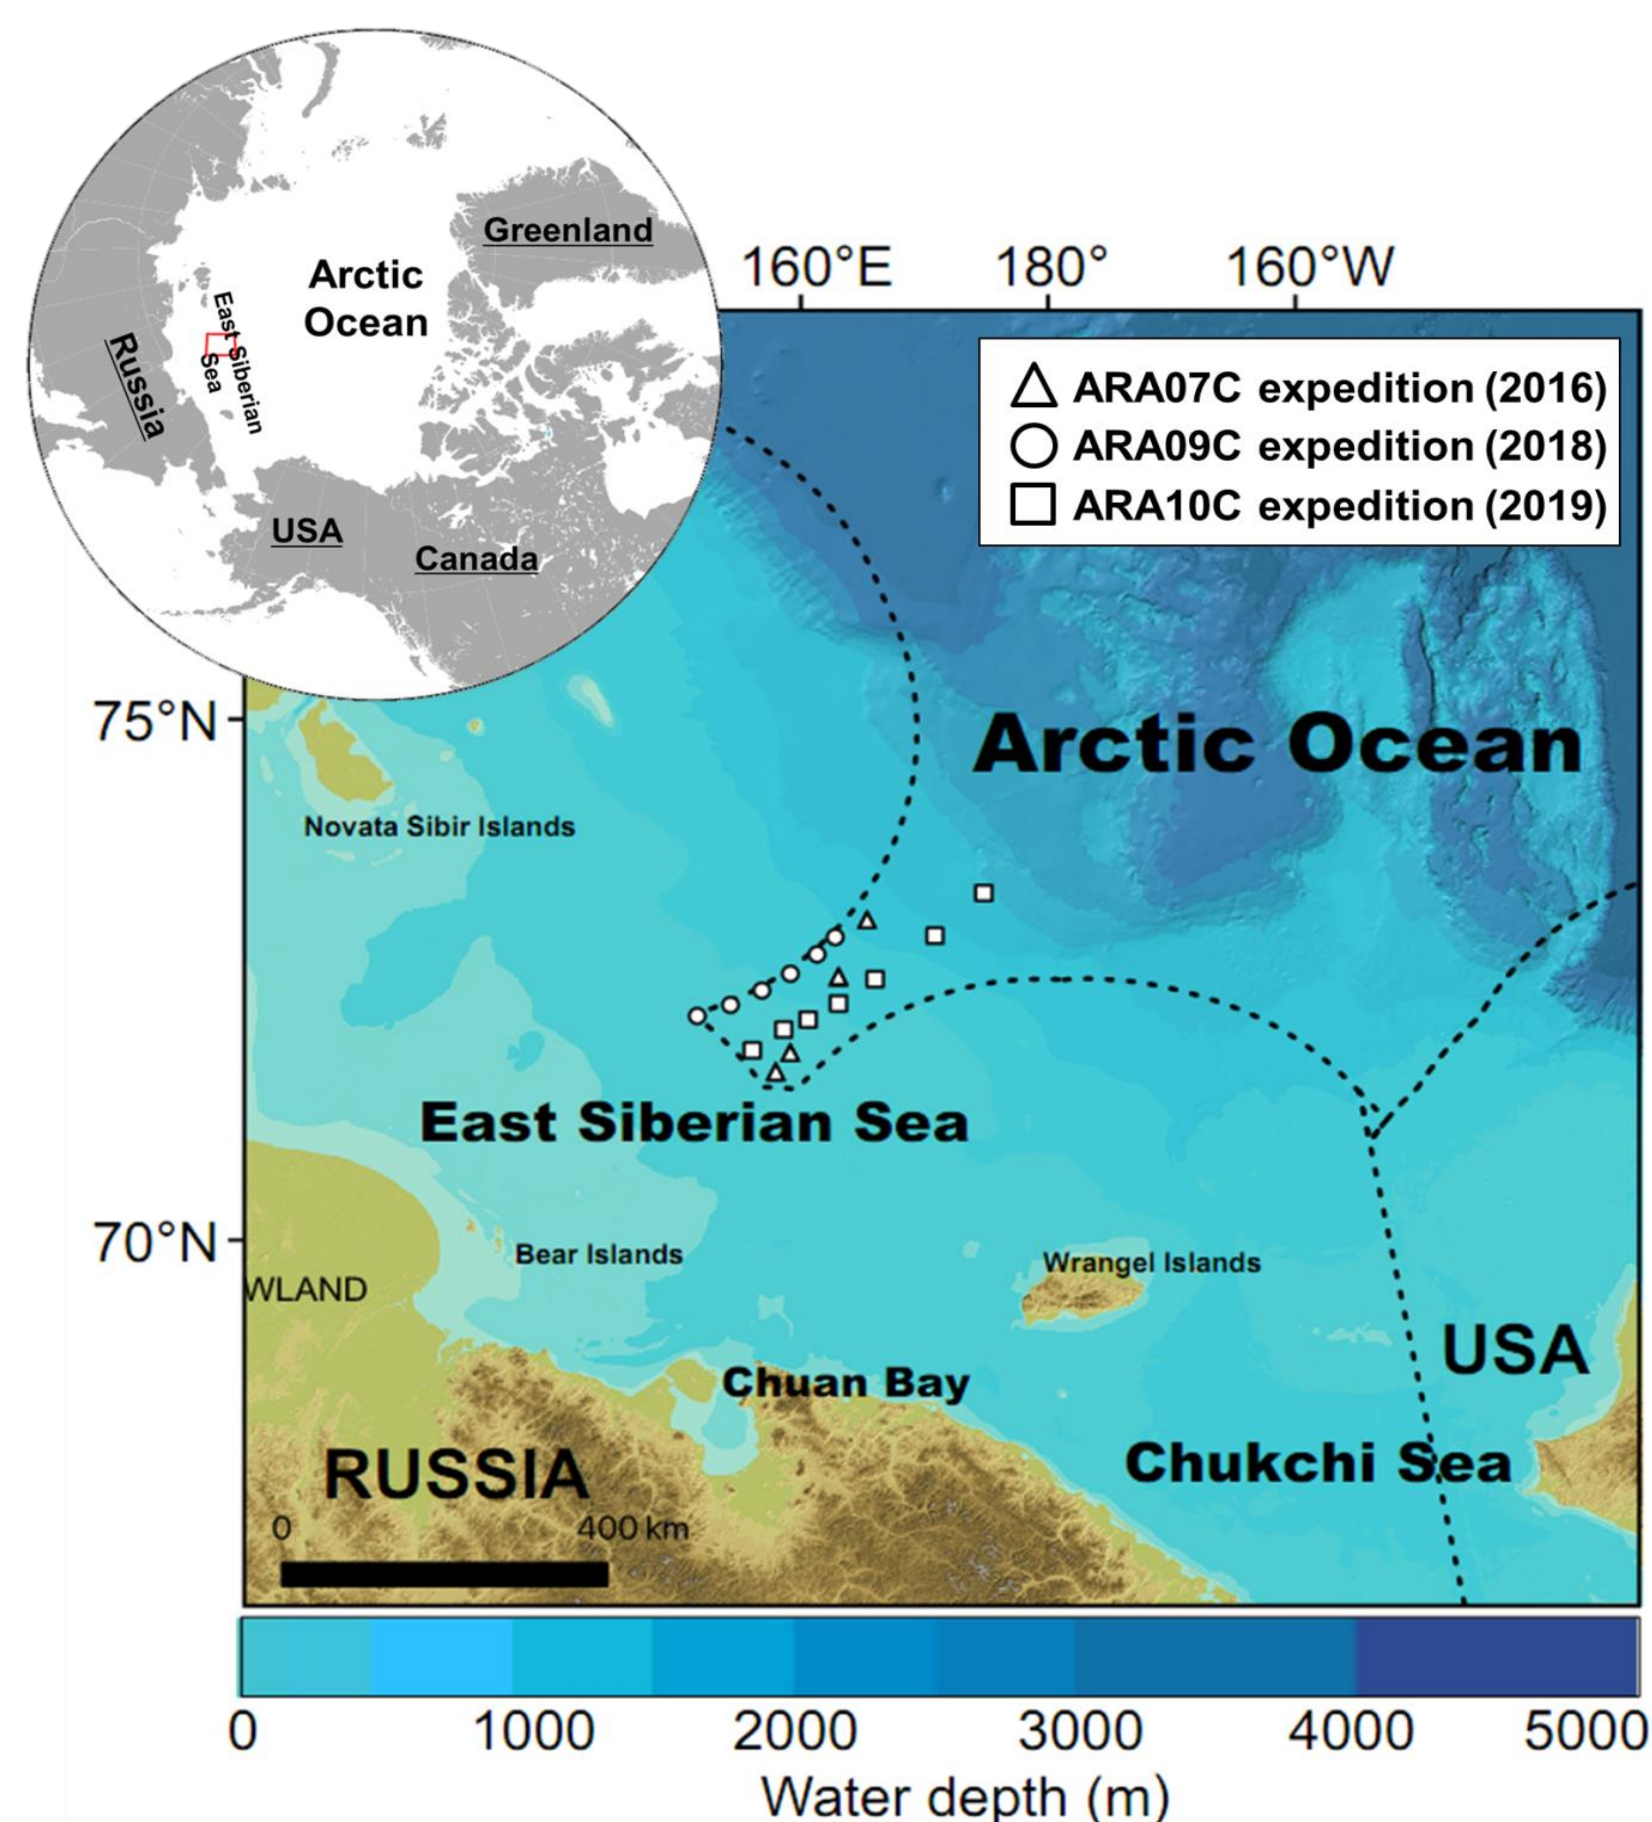 Greenland
Arctic
Ocean
East Siberian
Sea
Russia
USA
Canada
160°E 180° 160°W
ARA07C expedition (2016)
ARA09C expedition (2018)
ARA10C expedition (2019)
75°N
Arctic Ocean
Novata Sibir Islands
East Siberian Sea
70°N
Bear Islands
Wrangel Islands
WLAND
USA
Chuan Bay
Chukchi Sea
RUSSIA
0 400 km
0 1000 2000 3000 4000 5000
Water depth (m)